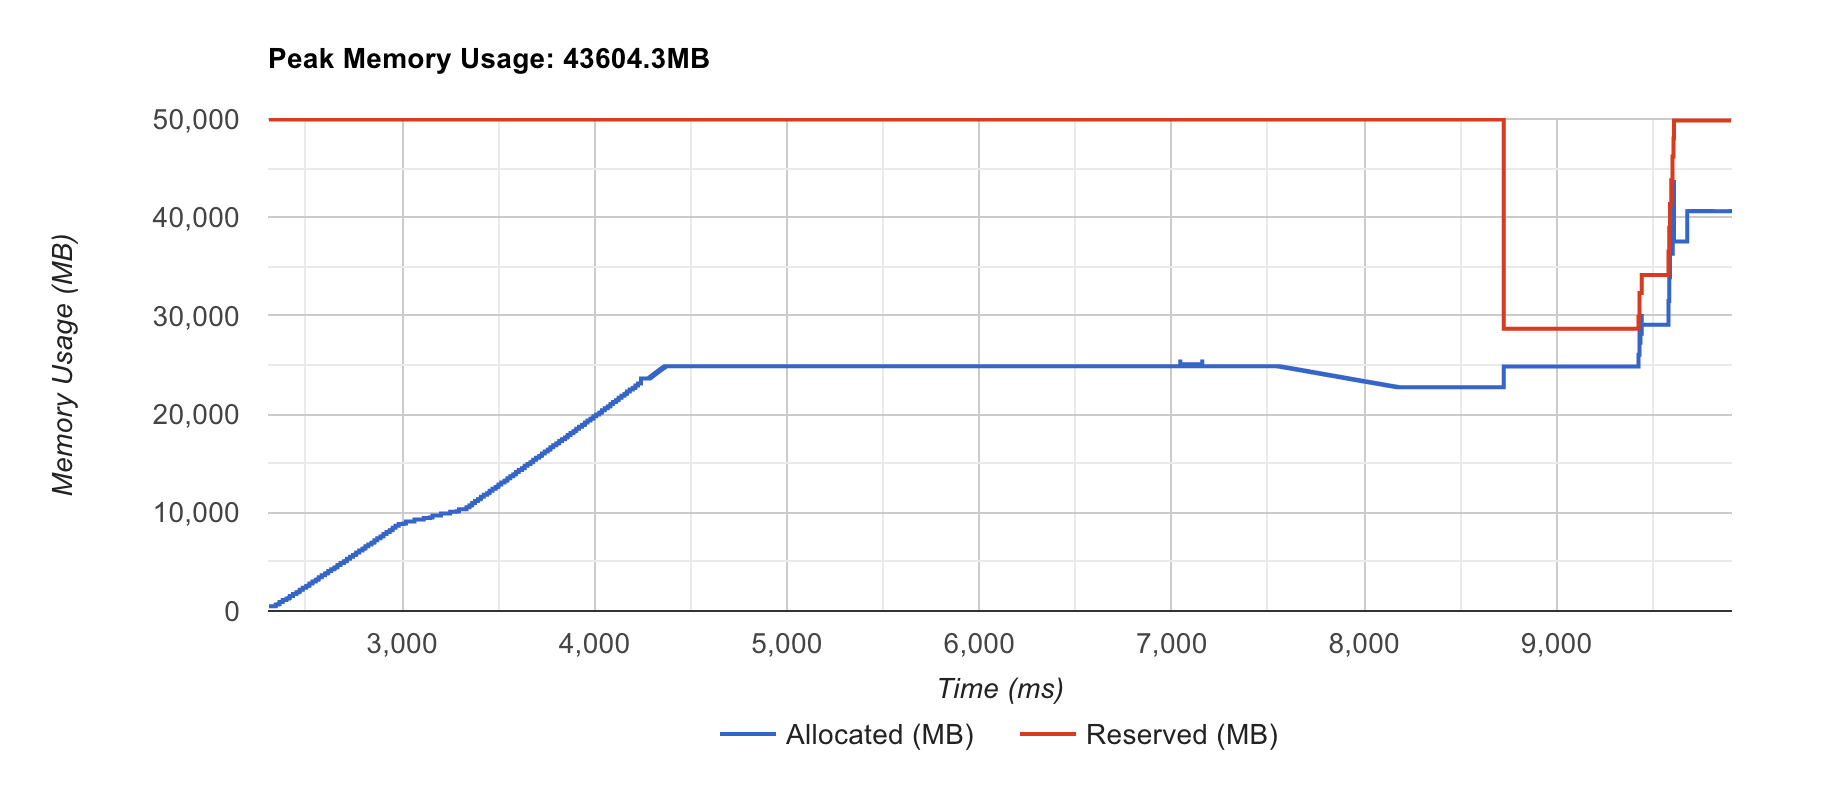 Peak Memory Usage: 43604.3MB
50,000
40,000
30,000
20,000
10,000
0
Memory Usage (MB)
3,000 4,000 5,000 6,000 7,000 8,000 9,000
Time (ms)
Allocated (MB) Reserved (MB)